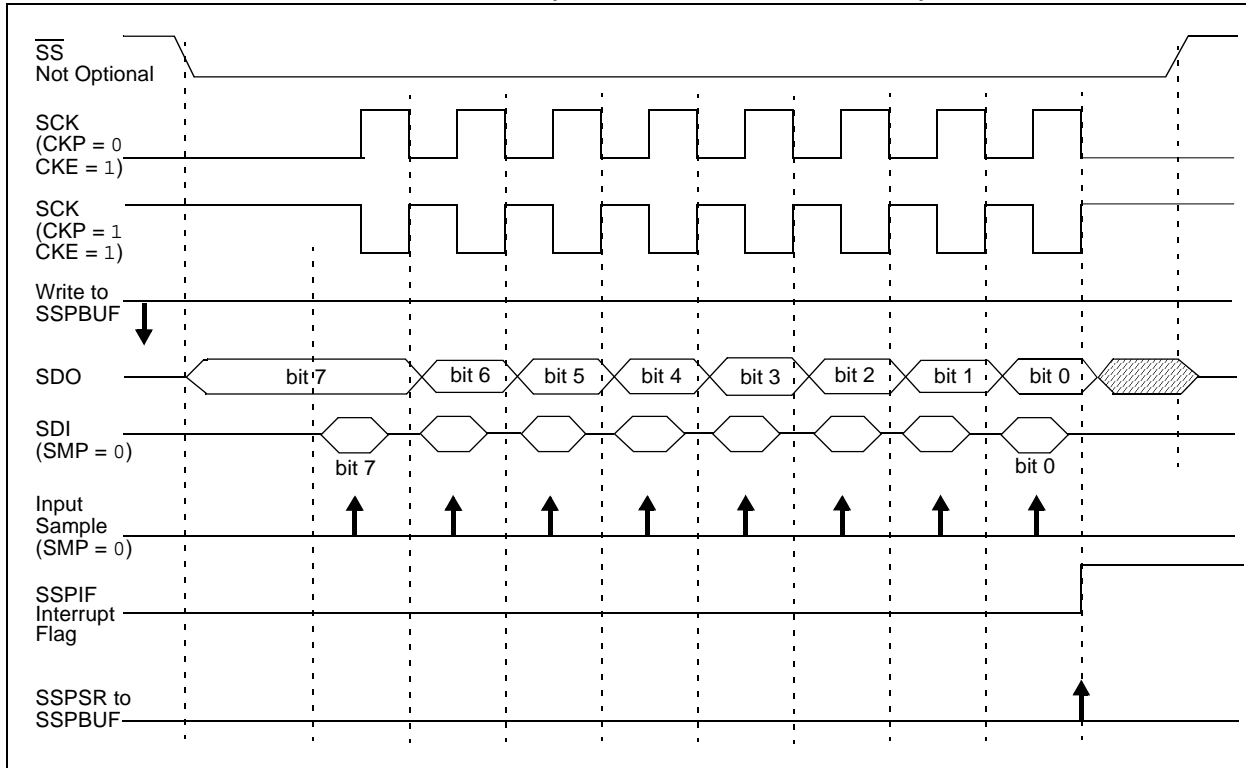 SS
Not Optional
SCK
(CKP = 0
CKE = 1)
SCK
(CKP = 1
CKE = 1)
Write to
SSPBUF
SDO
bit 7
bit 6
bit 5
bit 4
bit 3
bit 2
bit 1
bit 0
SDI
(SMP = 0)
bit 7
bit 0
Input
Sample
(SMP = 0)
SSPIF
Interrupt
Flag
SSPSR to
SSPBUF